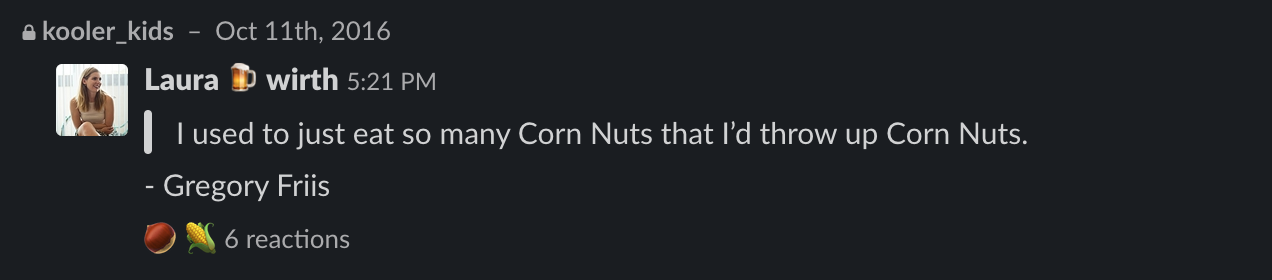 kooler_kids – Oct 11th, 2016
Laura 🍺 wirth 5:21 PM
I used to just eat so many Corn Nuts that I’d throw up Corn Nuts.
- Gregory Friis
🌰 🌽 6 reactions